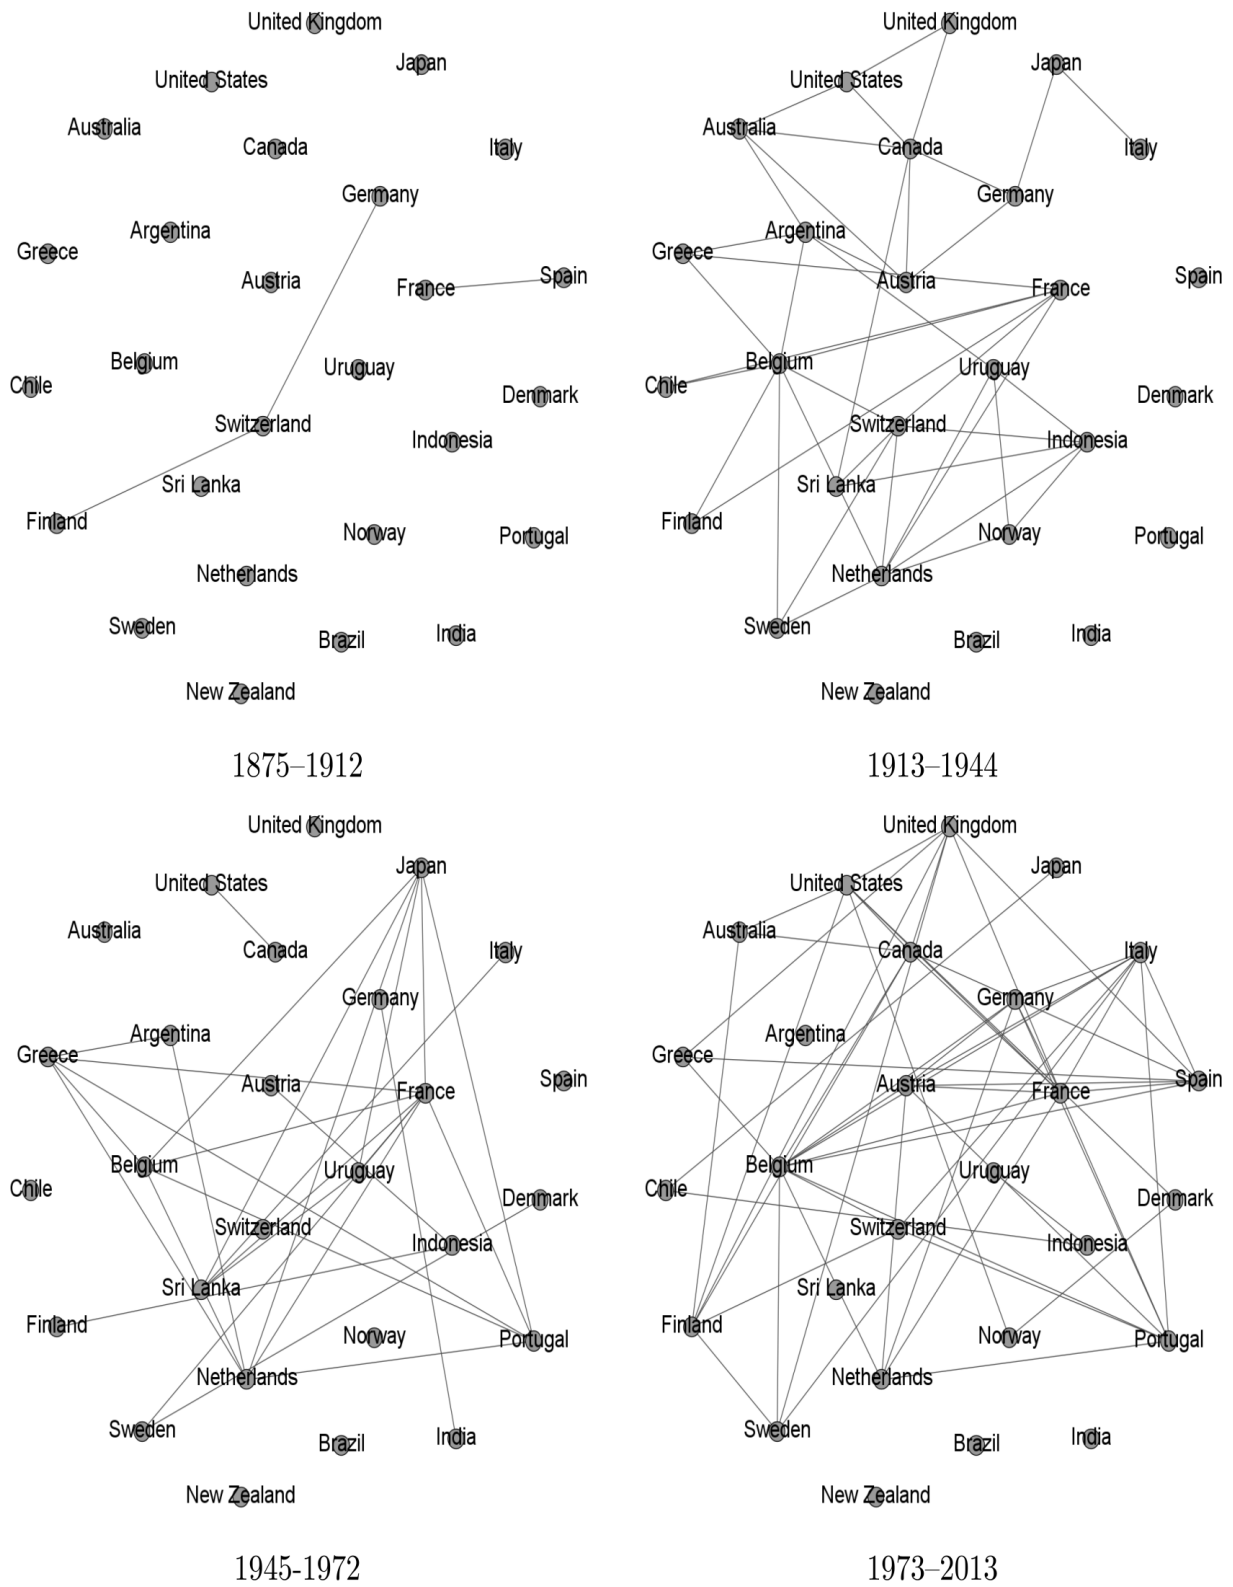 United Kingdom
Japan
United States
Australia
Canada
Italy
Germany
Argentina
Greece
Austria
France
Spain
Belgium
Uruguay
Chile
Denmark
Switzerland
Indonesia
Sri Lanka
Finland
Norway
Portugal
Netherlands
Sweden
Brazil
India
New Zealand
1875–1912
United Kingdom
Japan
United States
Australia
Canada
Italy
Germany
Argentina
Greece
Austria
France
Spain
Belgium
Uruguay
Chile
Denmark
Switzerland
Indonesia
Sri Lanka
Finland
Norway
Portugal
Netherlands
Sweden
Brazil
India
New Zealand
1913–1944
United Kingdom
Japan
United States
Australia
Canada
Italy
Germany
Argentina
Greece
Austria
France
Spain
Belgium
Uruguay
Chile
Denmark
Switzerland
Indonesia
Sri Lanka
Finland
Norway
Portugal
Netherlands
Sweden
Brazil
India
New Zealand
1945-1972
United Kingdom
Japan
United States
Australia
Canada
Italy
Germany
Argentina
Greece
Austria
France
Spain
Belgium
Uruguay
Chile
Denmark
Switzerland
Indonesia
Sri Lanka
Finland
Norway
Portugal
Netherlands
Sweden
Brazil
India
New Zealand
1973–2013